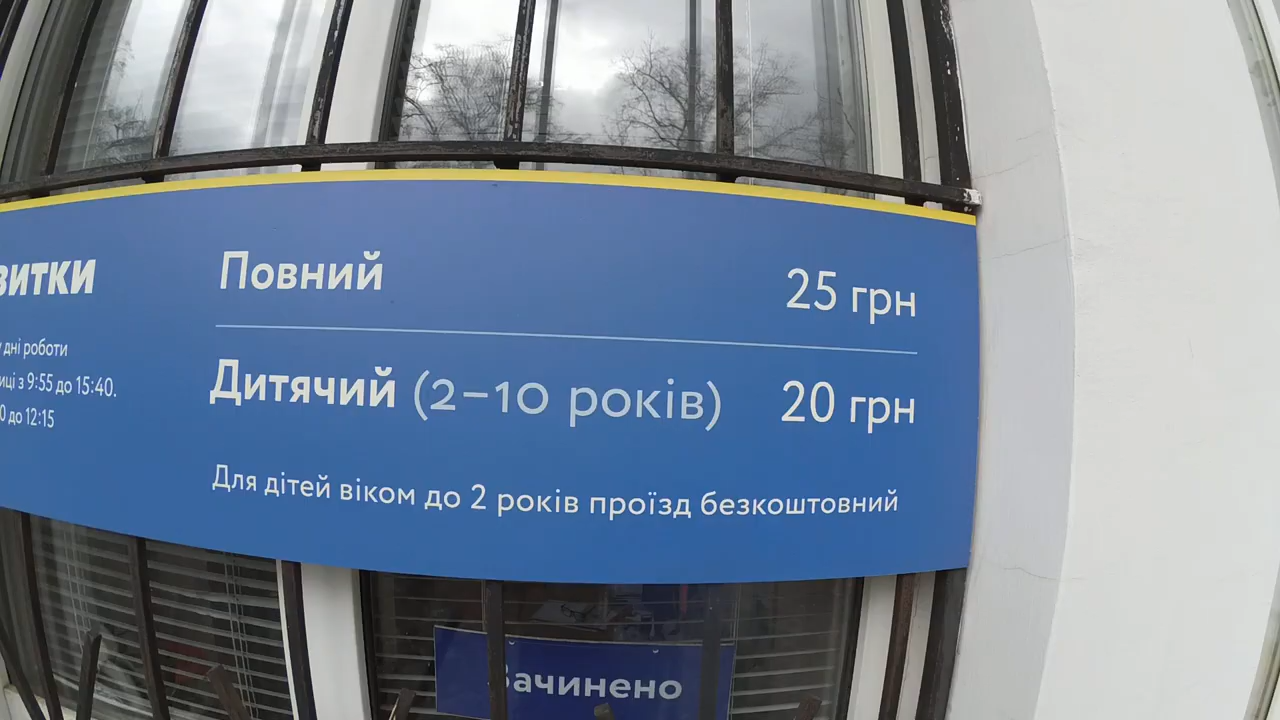 Повний 25 грн
ВИТКИ
дні роботи
Дитячий (2–10 років) 20 грн
з 9:55 до 15:40.
до 12:15
Для дітей віком до 2 років проїзд безкоштовний
Зачинено